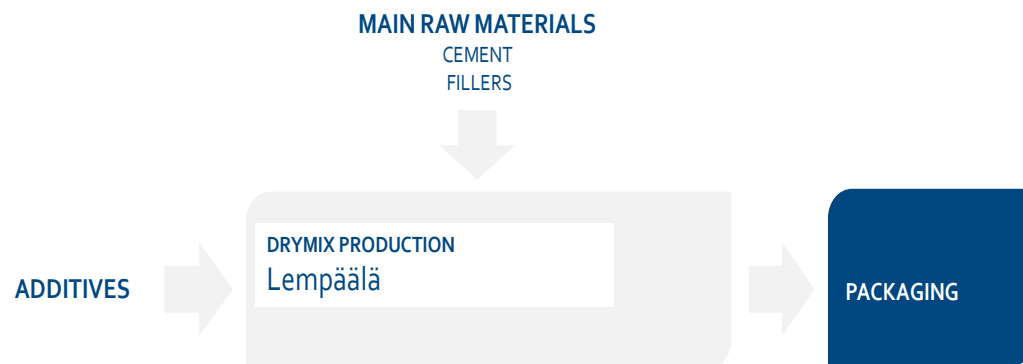 MAIN RAW MATERIALS
CEMENT
FILLERS
ADDITIVES
DRYMIX PRODUCTION
Lempäälä
PACKAGING